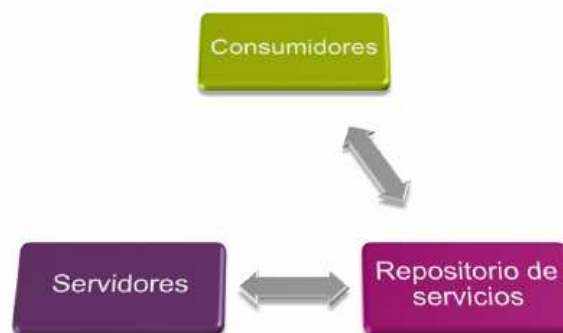 Consumidores
Servidores
Repositorio de
servicios